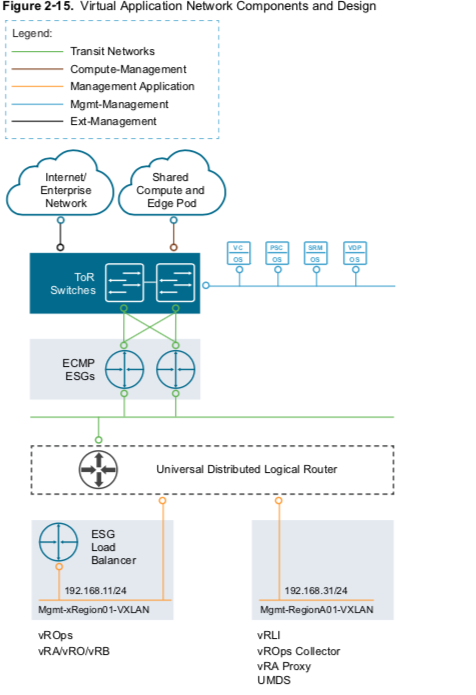 Figure 2-15. Virtual Application Network Components and Design
Legend:
Transit Networks
Compute-Management
Management Application
Mgmt-Management
Ext-Management
Internet/
Enterprise
Network
Shared
Compute and
Edge Pod
ToR
Switches
VC
OS
PSC
OS
SRM
OS
VDP
OS
ECMP
ESGs
Universal Distributed Logical Router
ESG
Load
Balancer
192.168.11/24
Mgmt-xRegion01-VXLAN
192.168.31/24
Mgmt-RegionA01-VXLAN
vROps
vRA/vRO/vRB
vRLI
vROps Collector
vRA Proxy
UMDS